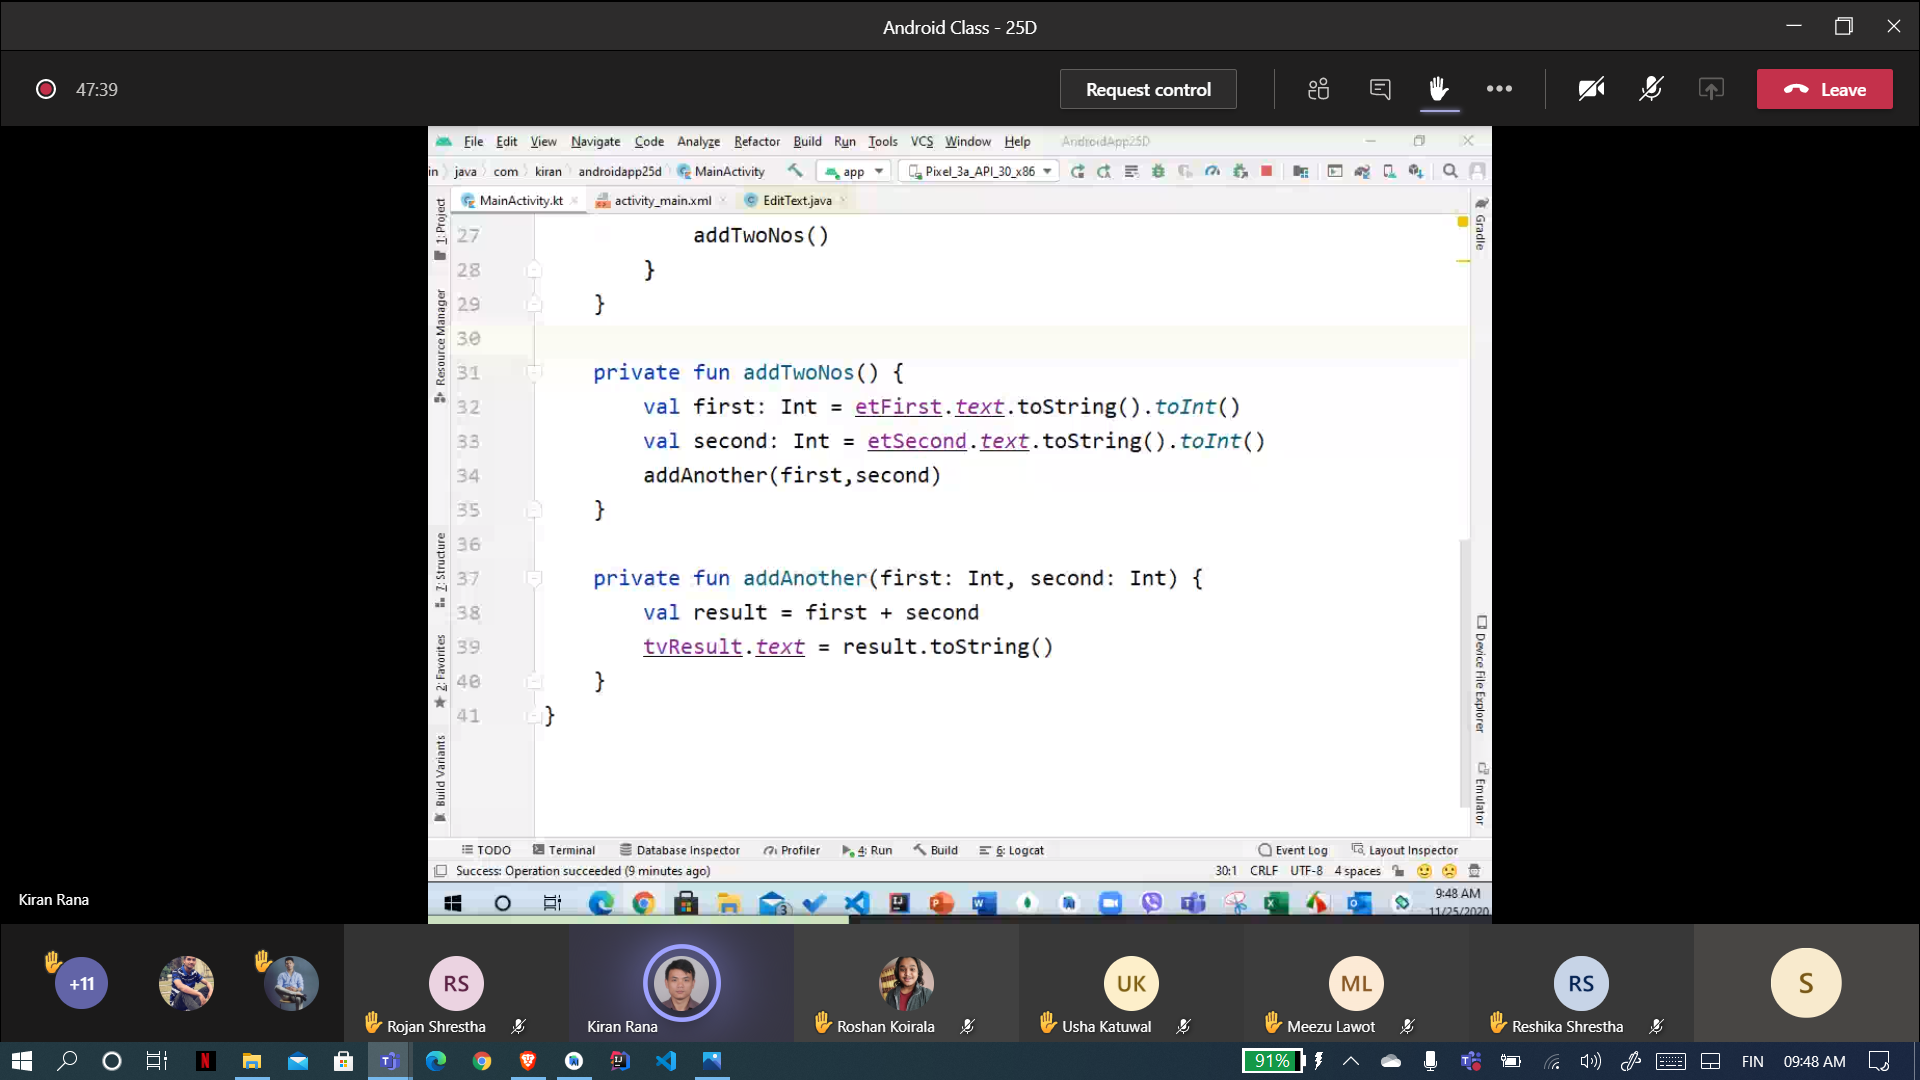 Android Class - 25D
47:39
Request control
Leave
File Edit View Navigate Code Analyze Refactor Build Run Tools VCS Window Help AndroidApp25D
in java com kiran androidapp25d MainActivity app Pixel_3a_API_30_x86
MainActivity.kt activity_main.xml EditText.java
1: Project
Resource Manager
7: Structure
2: Favorites
Build Variants
27 addTwoNos()
28 }
29 }
30
31 private fun addTwoNos() {
32 val first: Int = etFirst.text.toString().toInt()
33 val second: Int = etSecond.text.toString().toInt()
34 addAnother(first,second)
35 }
36
37 private fun addAnother(first: Int, second: Int) {
38 val result = first + second
39 tvResult.text = result.toString()
40 }
41 }
Gradle
Device File Explorer
Emulator
TODO Terminal Database Inspector Profiler 4: Run Build 6: Logcat Event Log Layout Inspector
Success: Operation succeeded (9 minutes ago) 30:1 CRLF UTF-8 4 spaces
3
9:48 AM
11/25/2020
Kiran Rana
+11 RS UK ML RS S
Rojan Shrestha Kiran Rana Roshan Koirala Usha Katuwal Meezu Lawot Reshika Shrestha
91% FIN 09:48 AM